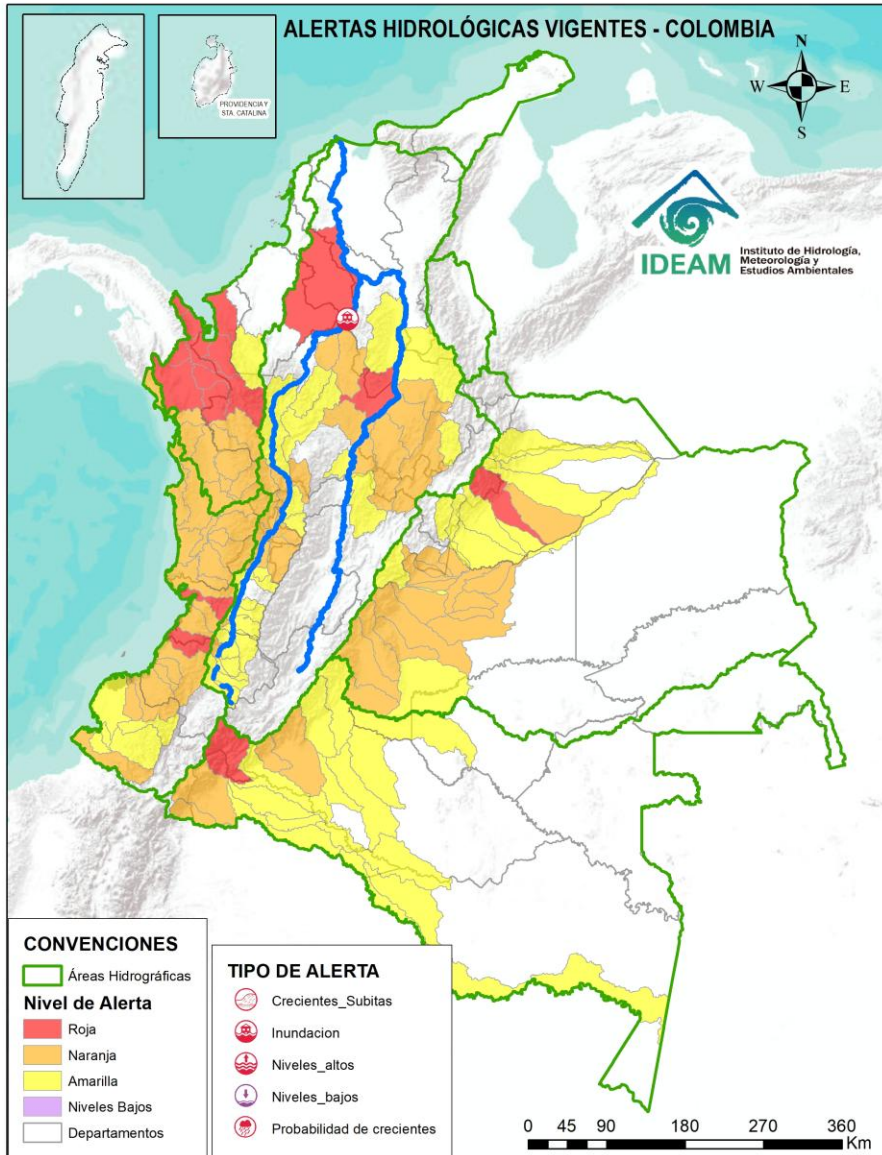 ALERTAS HIDROLÓGICAS VIGENTES - COLOMBIA
PROVIDENCIA Y
STA. CATALINA
N
W
E
S
IDEAM
Instituto de Hidrología,
Meteorología y
Estudios Ambientales
CONVENCIONES
Áreas Hidrográficas
Nivel de Alerta
Roja
Naranja
Amarilla
Niveles Bajos
Departamentos
TIPO DE ALERTA
Crecientes_Subitas
Inundacion
Niveles_altos
Niveles_bajos
Probabilidad de crecientes
0 45 90 180 270 360
Km